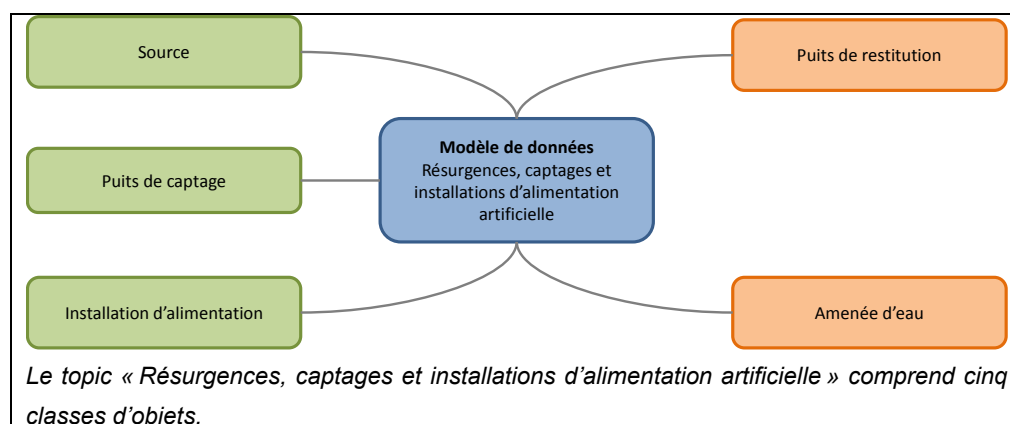 Source
Puits de restitution
Modèle de données
Résurgences, captages et
installations d'alimentation
artificielle
Puits de captage
Installation d'alimentation
Amenée d'eau
Le topic « Résurgences, captages et installations d'alimentation artificielle » comprend cinq
classes d'objets.